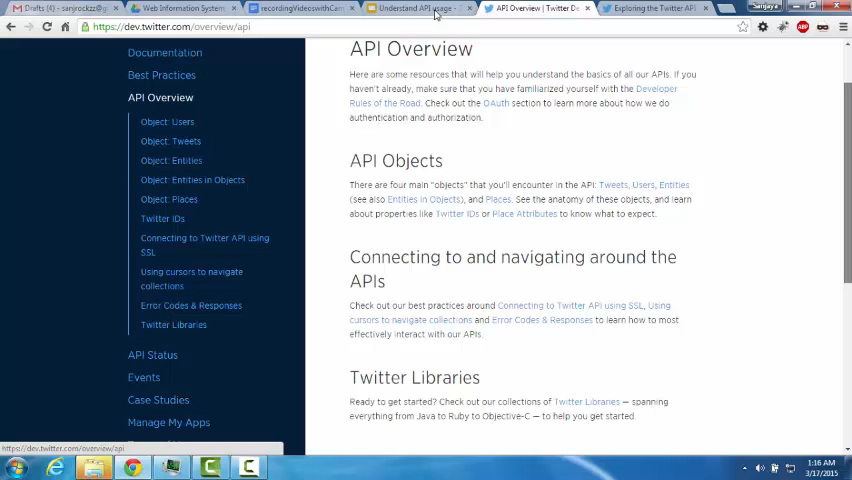 Drafts (4) - sanjrockzz@g
Web Information System
recordingVideoswithCam
Understand API usage -
API Overview | Twitter De
Exploring the Twitter API
Sanjaya
https://dev.twitter.com/overview/api
Documentation
Best Practices
API Overview
Object: Users
Object: Tweets
Object: Entities
Object: Entities in Objects
Object: Places
Twitter IDs
Connecting to Twitter API using
SSL
Using cursors to navigate
collections
Error Codes & Responses
Twitter Libraries
API Status
Events
Case Studies
Manage My Apps
API Overview
Here are some resources that will help you understand the basics of all our APIs. If you
haven't already, make sure that you have familiarized yourself with the Developer
Rules of the Road. Check out the OAuth section to learn more about how we do
authentication and authorization.
API Objects
There are four main "objects" that you'll encounter in the API: Tweets, Users, Entities
(see also Entities in Objects), and Places. See the anatomy of these objects, and learn
about properties like Twitter IDs or Place Attributes to know what to expect.
Connecting to and navigating around the
APIs
Check out our best practices around Connecting to Twitter API using SSL, Using
cursors to navigate collections and Error Codes & Responses to learn how to most
effectively interact with our APIs.
Twitter Libraries
Ready to get started? Check out our collections of Twitter Libraries — spanning
everything from Java to Ruby to Objective-C — to help you get started.
https://dev.twitter.com/overview/api
1:16 AM
3/17/2015